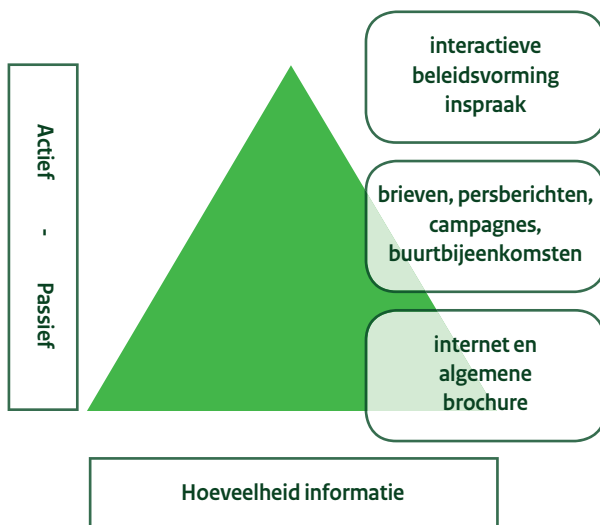 interactieve
beleidsvorming
inspraak
Actief - Passief
brieven, persberichten,
campagnes,
buurtbijeenkomsten
internet en
algemene
brochure
Hoeveelheid informatie